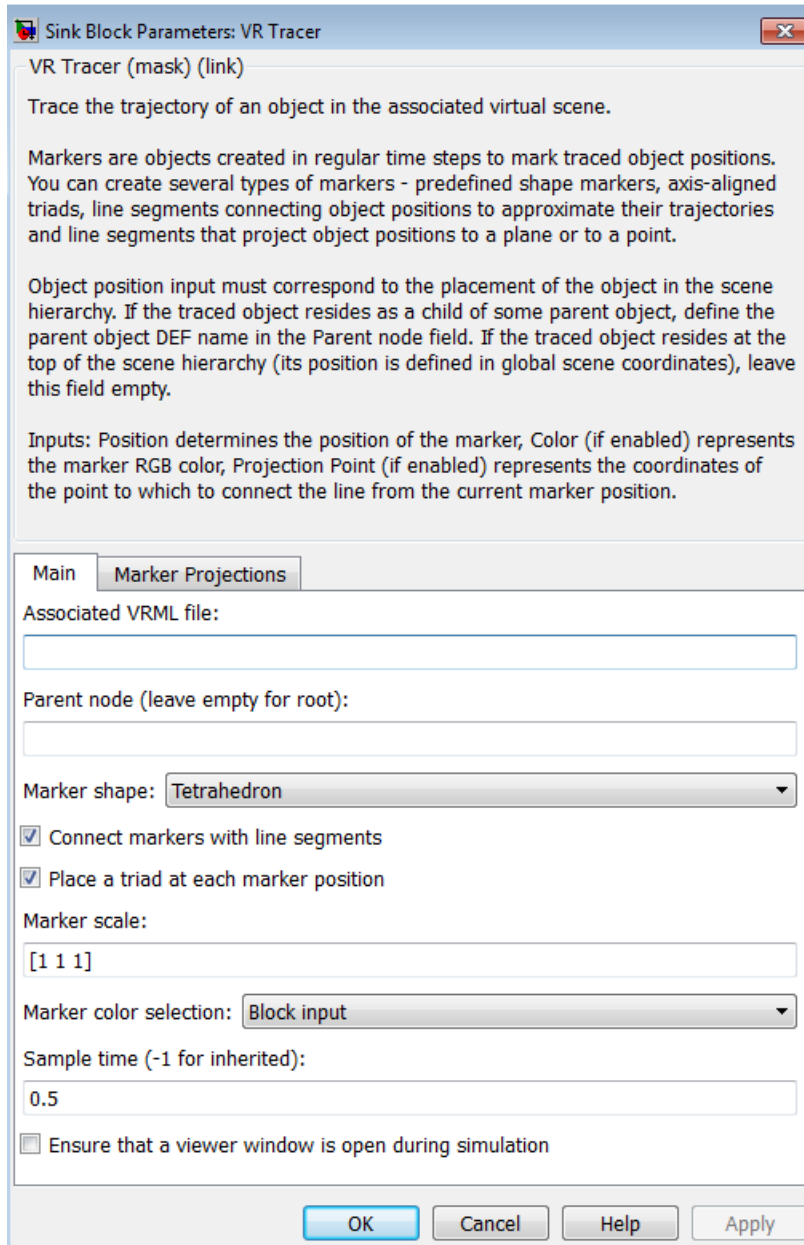 Sink Block Parameters: VR Tracer
VR Tracer (mask) (link)
Trace the trajectory of an object in the associated virtual scene.
Markers are objects created in regular time steps to mark traced object positions.
You can create several types of markers - predefined shape markers, axis-aligned
triads, line segments connecting object positions to approximate their trajectories
and line segments that project object positions to a plane or to a point.
Object position input must correspond to the placement of the object in the scene
hierarchy. If the traced object resides as a child of some parent object, define the
parent object DEF name in the Parent node field. If the traced object resides at the
top of the scene hierarchy (its position is defined in global scene coordinates), leave
this field empty.
Inputs: Position determines the position of the marker, Color (if enabled) represents
the marker RGB color, Projection Point (if enabled) represents the coordinates of
the point to which to connect the line from the current marker position.
Main Marker Projections
Associated VRML file:
Parent node (leave empty for root):
Marker shape: Tetrahedron
Connect markers with line segments
Place a triad at each marker position
Marker scale:
[1 1 1]
Marker color selection: Block input
Sample time (-1 for inherited):
0.5
Ensure that a viewer window is open during simulation
OK Cancel Help Apply